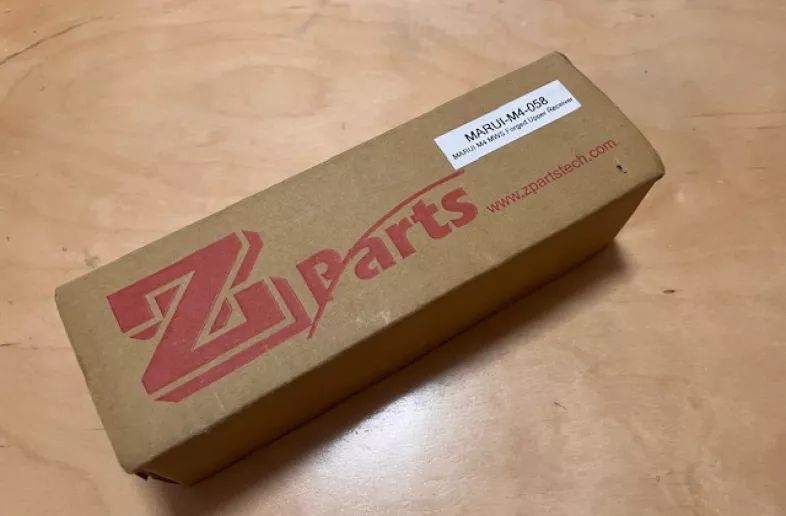 MARUI-M4-058
MARUI M4 MWS Forged Upper Receiver
Z Parts
www.zpartstech.com